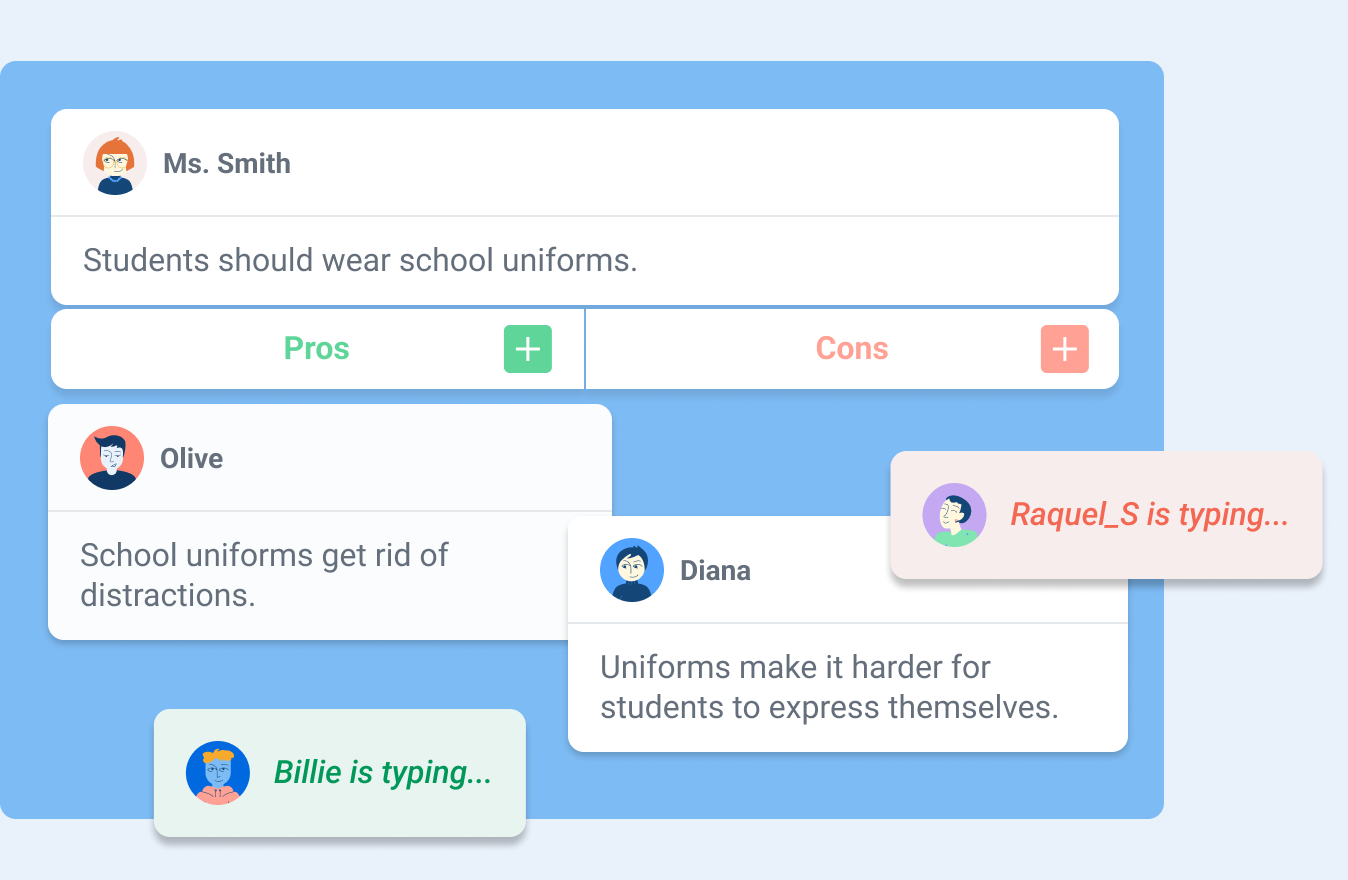 Ms. Smith
Students should wear school uniforms.
Pros
Cons
Olive
School uniforms get rid of
distractions.
Raquel_S is typing...
Diana
Uniforms make it harder for
students to express themselves.
Billie is typing...